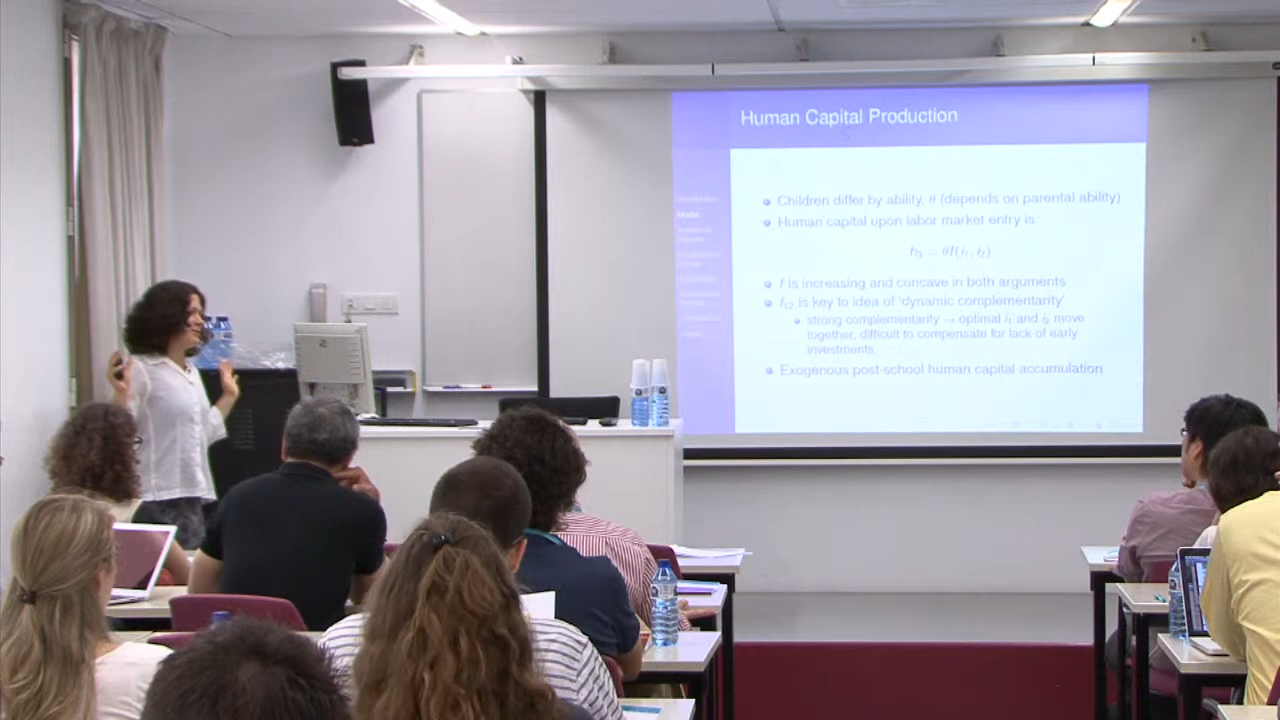 Human Capital Production
Model
Children differ by ability, θ (depends on parental ability)
Human capital upon labor market entry is:
h₁ = θf(i₁, i₂)
f is increasing and concave in both arguments
f₁₂ is key to idea of 'dynamic complementarity'
strong complementarity → optimal i₁ and i₂ move
together, difficult to compensate for lack of early
investments
Exogenous post-school human capital accumulation